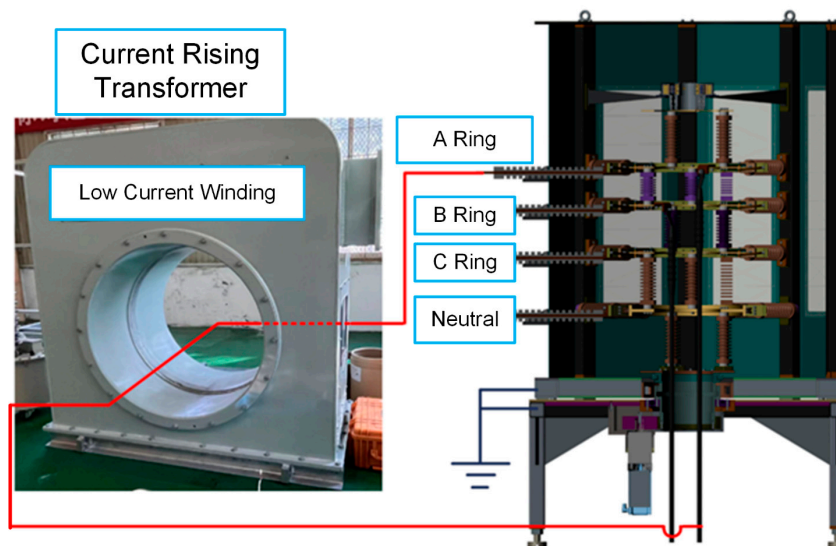 Current Rising
Transformer
Low Current Winding
A Ring
B Ring
C Ring
Neutral